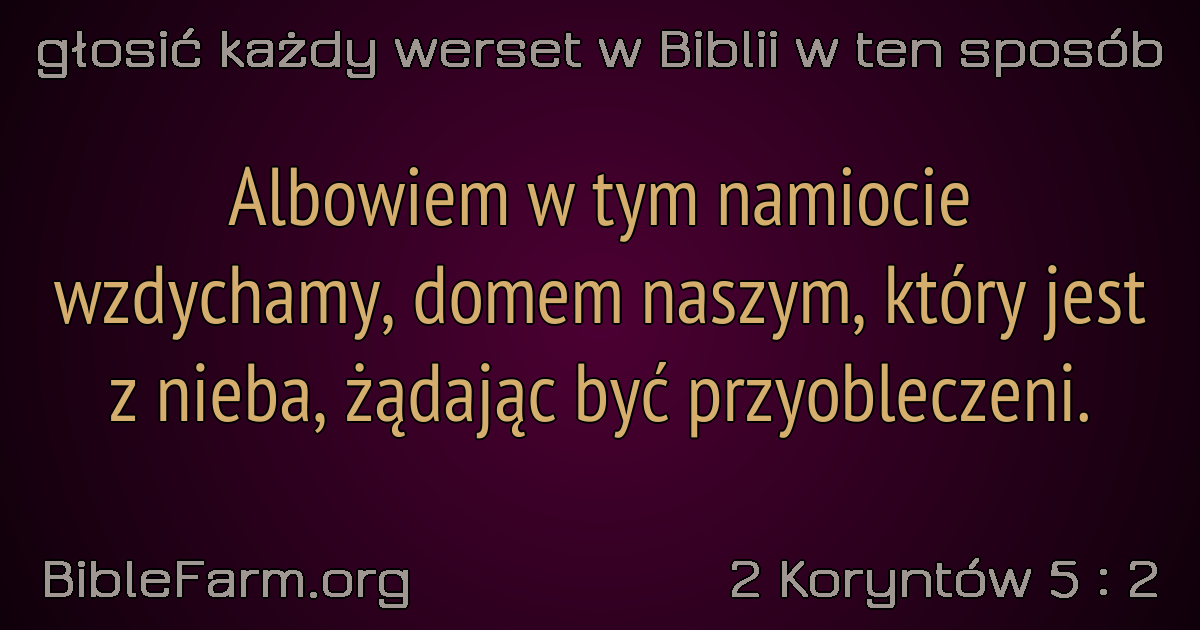 głosić każdy werset w Biblii w ten sposób
Albowiem w tym namiocie
wzdychamy, domem naszym, który jest
z nieba, żądając być przyobleczeni.
BibleFarm.org
2 Koryntów 5 : 2